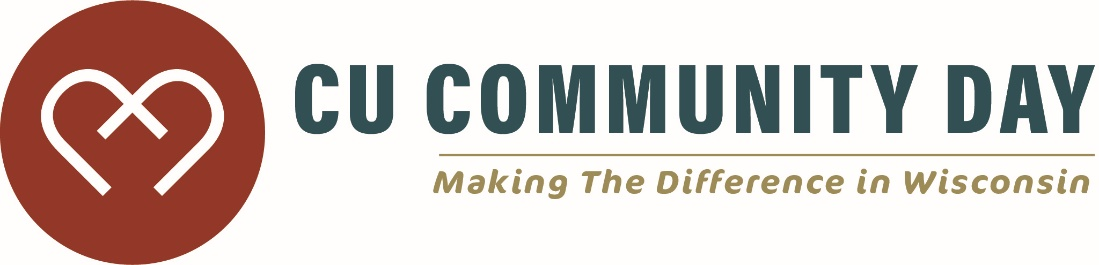 CU COMMUNITY DAY
Making The Difference in Wisconsin